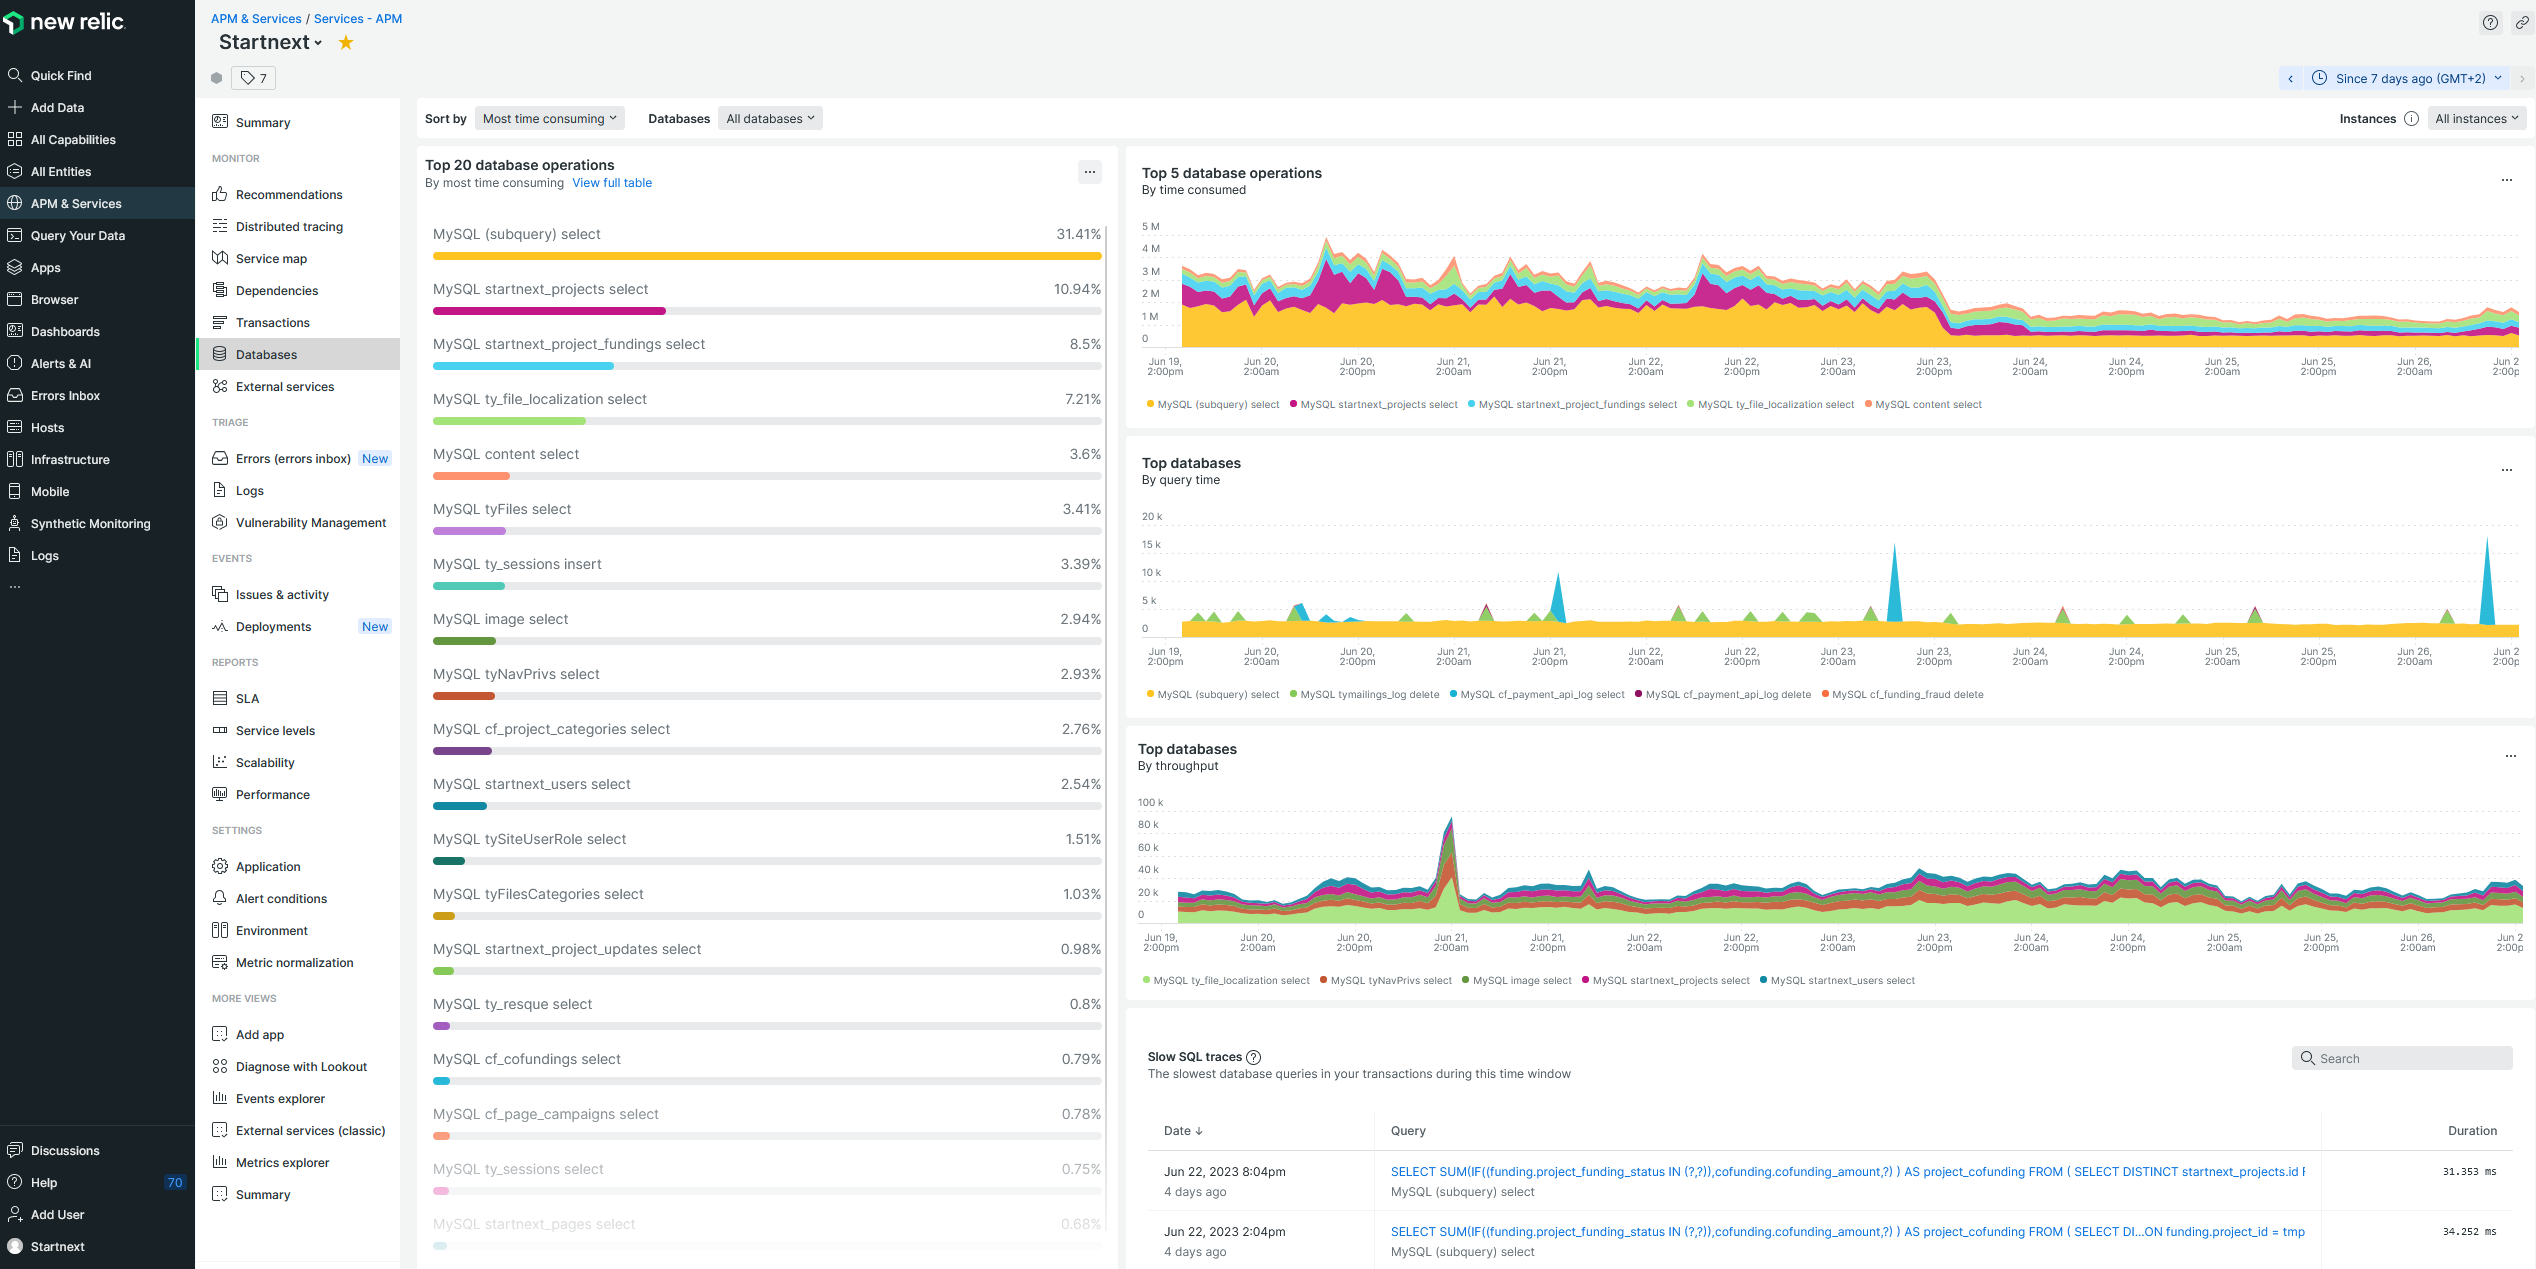 new relic
Quick Find
Add Data
All Capabilities
All Entities
APM & Services
Query Your Data
Apps
Browser
Dashboards
Alerts & AI
Errors Inbox
Hosts
Infrastructure
Mobile
Synthetic Monitoring
Logs
...
Discussions
Help 70
Add User
Startnext
APM & Services / Services - APM
Startnext
7
Since 7 days ago (GMT+2)
Summary
MONITOR
Recommendations
Distributed tracing
Service map
Dependencies
Transactions
Databases
External services
TRIAGE
Errors (errors inbox) New
Logs
Vulnerability Management
EVENTS
Issues & activity
Deployments New
REPORTS
SLA
Service levels
Scalability
Performance
SETTINGS
Application
Alert conditions
Environment
Metric normalization
MORE VIEWS
Add app
Diagnose with Lookout
Events explorer
External services (classic)
Metrics explorer
Summary
Sort by Most time consuming Databases All databases
Instances All instances
Top 20 database operations
By most time consuming View full table
...
MySQL (subquery) select 31.41%
MySQL startnext_projects select 10.94%
MySQL startnext_project_fundings select 8.5%
MySQL ty_file_localization select 7.21%
MySQL content select 3.6%
MySQL tyFiles select 3.41%
MySQL ty_sessions insert 3.39%
MySQL image select 2.94%
MySQL tyNavPrivs select 2.93%
MySQL cf_project_categories select 2.76%
MySQL startnext_users select 2.54%
MySQL tySiteUserRole select 1.51%
MySQL tyFilesCategories select 1.03%
MySQL startnext_project_updates select 0.98%
MySQL ty_resque select 0.8%
MySQL cf_cofundings select 0.79%
MySQL cf_page_campaigns select 0.78%
MySQL ty_sessions select 0.75%
MySQL startnext_pages select 0.68%
Top 5 database operations
By time consumed
...
5 M
4 M
3 M
2 M
1 M
0
Jun 19, Jun 20, Jun 20, Jun 21, Jun 21, Jun 22, Jun 22, Jun 23, Jun 23, Jun 24, Jun 24, Jun 25, Jun 25, Jun 26, Jun 2
2:00pm 2:00am 2:00pm 2:00am 2:00pm 2:00am 2:00pm 2:00am 2:00pm 2:00am 2:00pm 2:00am 2:00pm 2:00am 2:00p
MySQL (subquery) select MySQL startnext_projects select MySQL startnext_project_fundings select MySQL ty_file_localization select MySQL content select
Top databases
By query time
...
20 k
15 k
10 k
5 k
0
Jun 19, Jun 20, Jun 20, Jun 21, Jun 21, Jun 22, Jun 22, Jun 23, Jun 23, Jun 24, Jun 24, Jun 25, Jun 25, Jun 26, Jun 2
2:00pm 2:00am 2:00pm 2:00am 2:00pm 2:00am 2:00pm 2:00am 2:00pm 2:00am 2:00pm 2:00am 2:00pm 2:00am 2:00p
MySQL (subquery) select MySQL tymailings_log delete MySQL cf_payment_api_log select MySQL cf_payment_api_log delete MySQL cf_funding_fraud delete
Top databases
By throughput
...
100 k
80 k
60 k
40 k
20 k
0
Jun 19, Jun 20, Jun 20, Jun 21, Jun 21, Jun 22, Jun 22, Jun 23, Jun 23, Jun 24, Jun 24, Jun 25, Jun 25, Jun 26, Jun 2
2:00pm 2:00am 2:00pm 2:00am 2:00pm 2:00am 2:00pm 2:00am 2:00pm 2:00am 2:00pm 2:00am 2:00pm 2:00am 2:00p
MySQL ty_file_localization select MySQL tyNavPrivs select MySQL image select MySQL startnext_projects select MySQL startnext_users select
Slow SQL traces
The slowest database queries in your transactions during this time window
Search
Date ↓ Query Duration
Jun 22, 2023 8:04pm SELECT SUM(IF((funding.project_funding_status IN (?,?)),cofunding.cofunding_amount,?) ) AS project_cofunding FROM ( SELECT DISTINCT startnext_projects.id F 31.353 ms
4 days ago MySQL (subquery) select
Jun 22, 2023 2:04pm SELECT SUM(IF((funding.project_funding_status IN (?,?)),cofunding.cofunding_amount,?) ) AS project_cofunding FROM ( SELECT DI...ON funding.project_id = tmp 34.252 ms
4 days ago MySQL (subquery) select